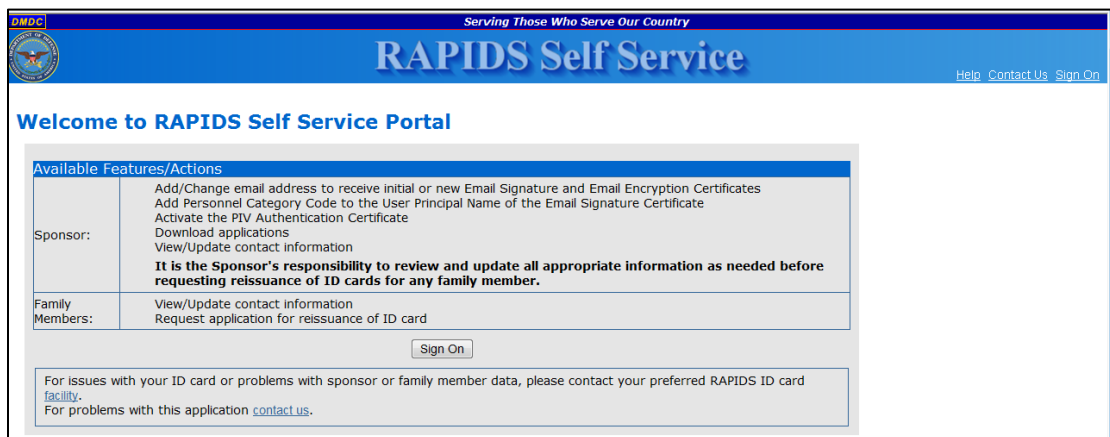 DMDC
Serving Those Who Serve Our Country
RAPIDS Self Service
Help Contact Us Sign On
Welcome to RAPIDS Self Service Portal
Available Features/Actions
Sponsor:
Add/Change email address to receive initial or new Email Signature and Email Encryption Certificates
Add Personnel Category Code to the User Principal Name of the Email Signature Certificate
Activate the PIV Authentication Certificate
Download applications
View/Update contact information
It is the Sponsor's responsibility to review and update all appropriate information as needed before
requesting reissuance of ID cards for any family member.
Family
Members:
View/Update contact information
Request application for reissuance of ID card
Sign On
For issues with your ID card or problems with sponsor or family member data, please contact your preferred RAPIDS ID card
facility.
For problems with this application contact us.